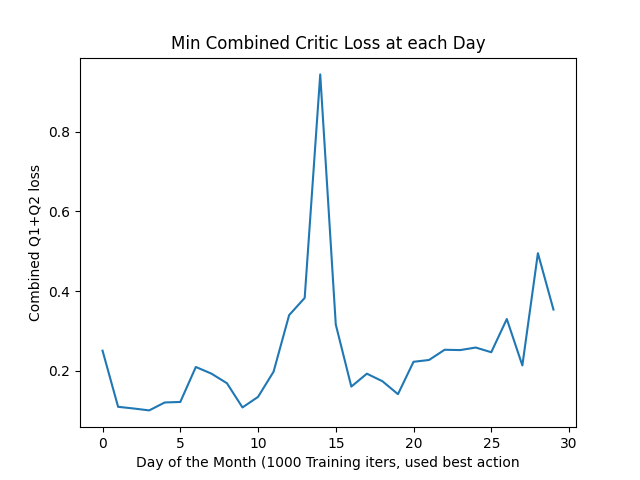 Min Combined Critic Loss at each Day
0.8
0.6
0.4
0.2
Combined Q1+Q2 loss
0 5 10 15 20 25 30
Day of the Month (1000 Training iters, used best action